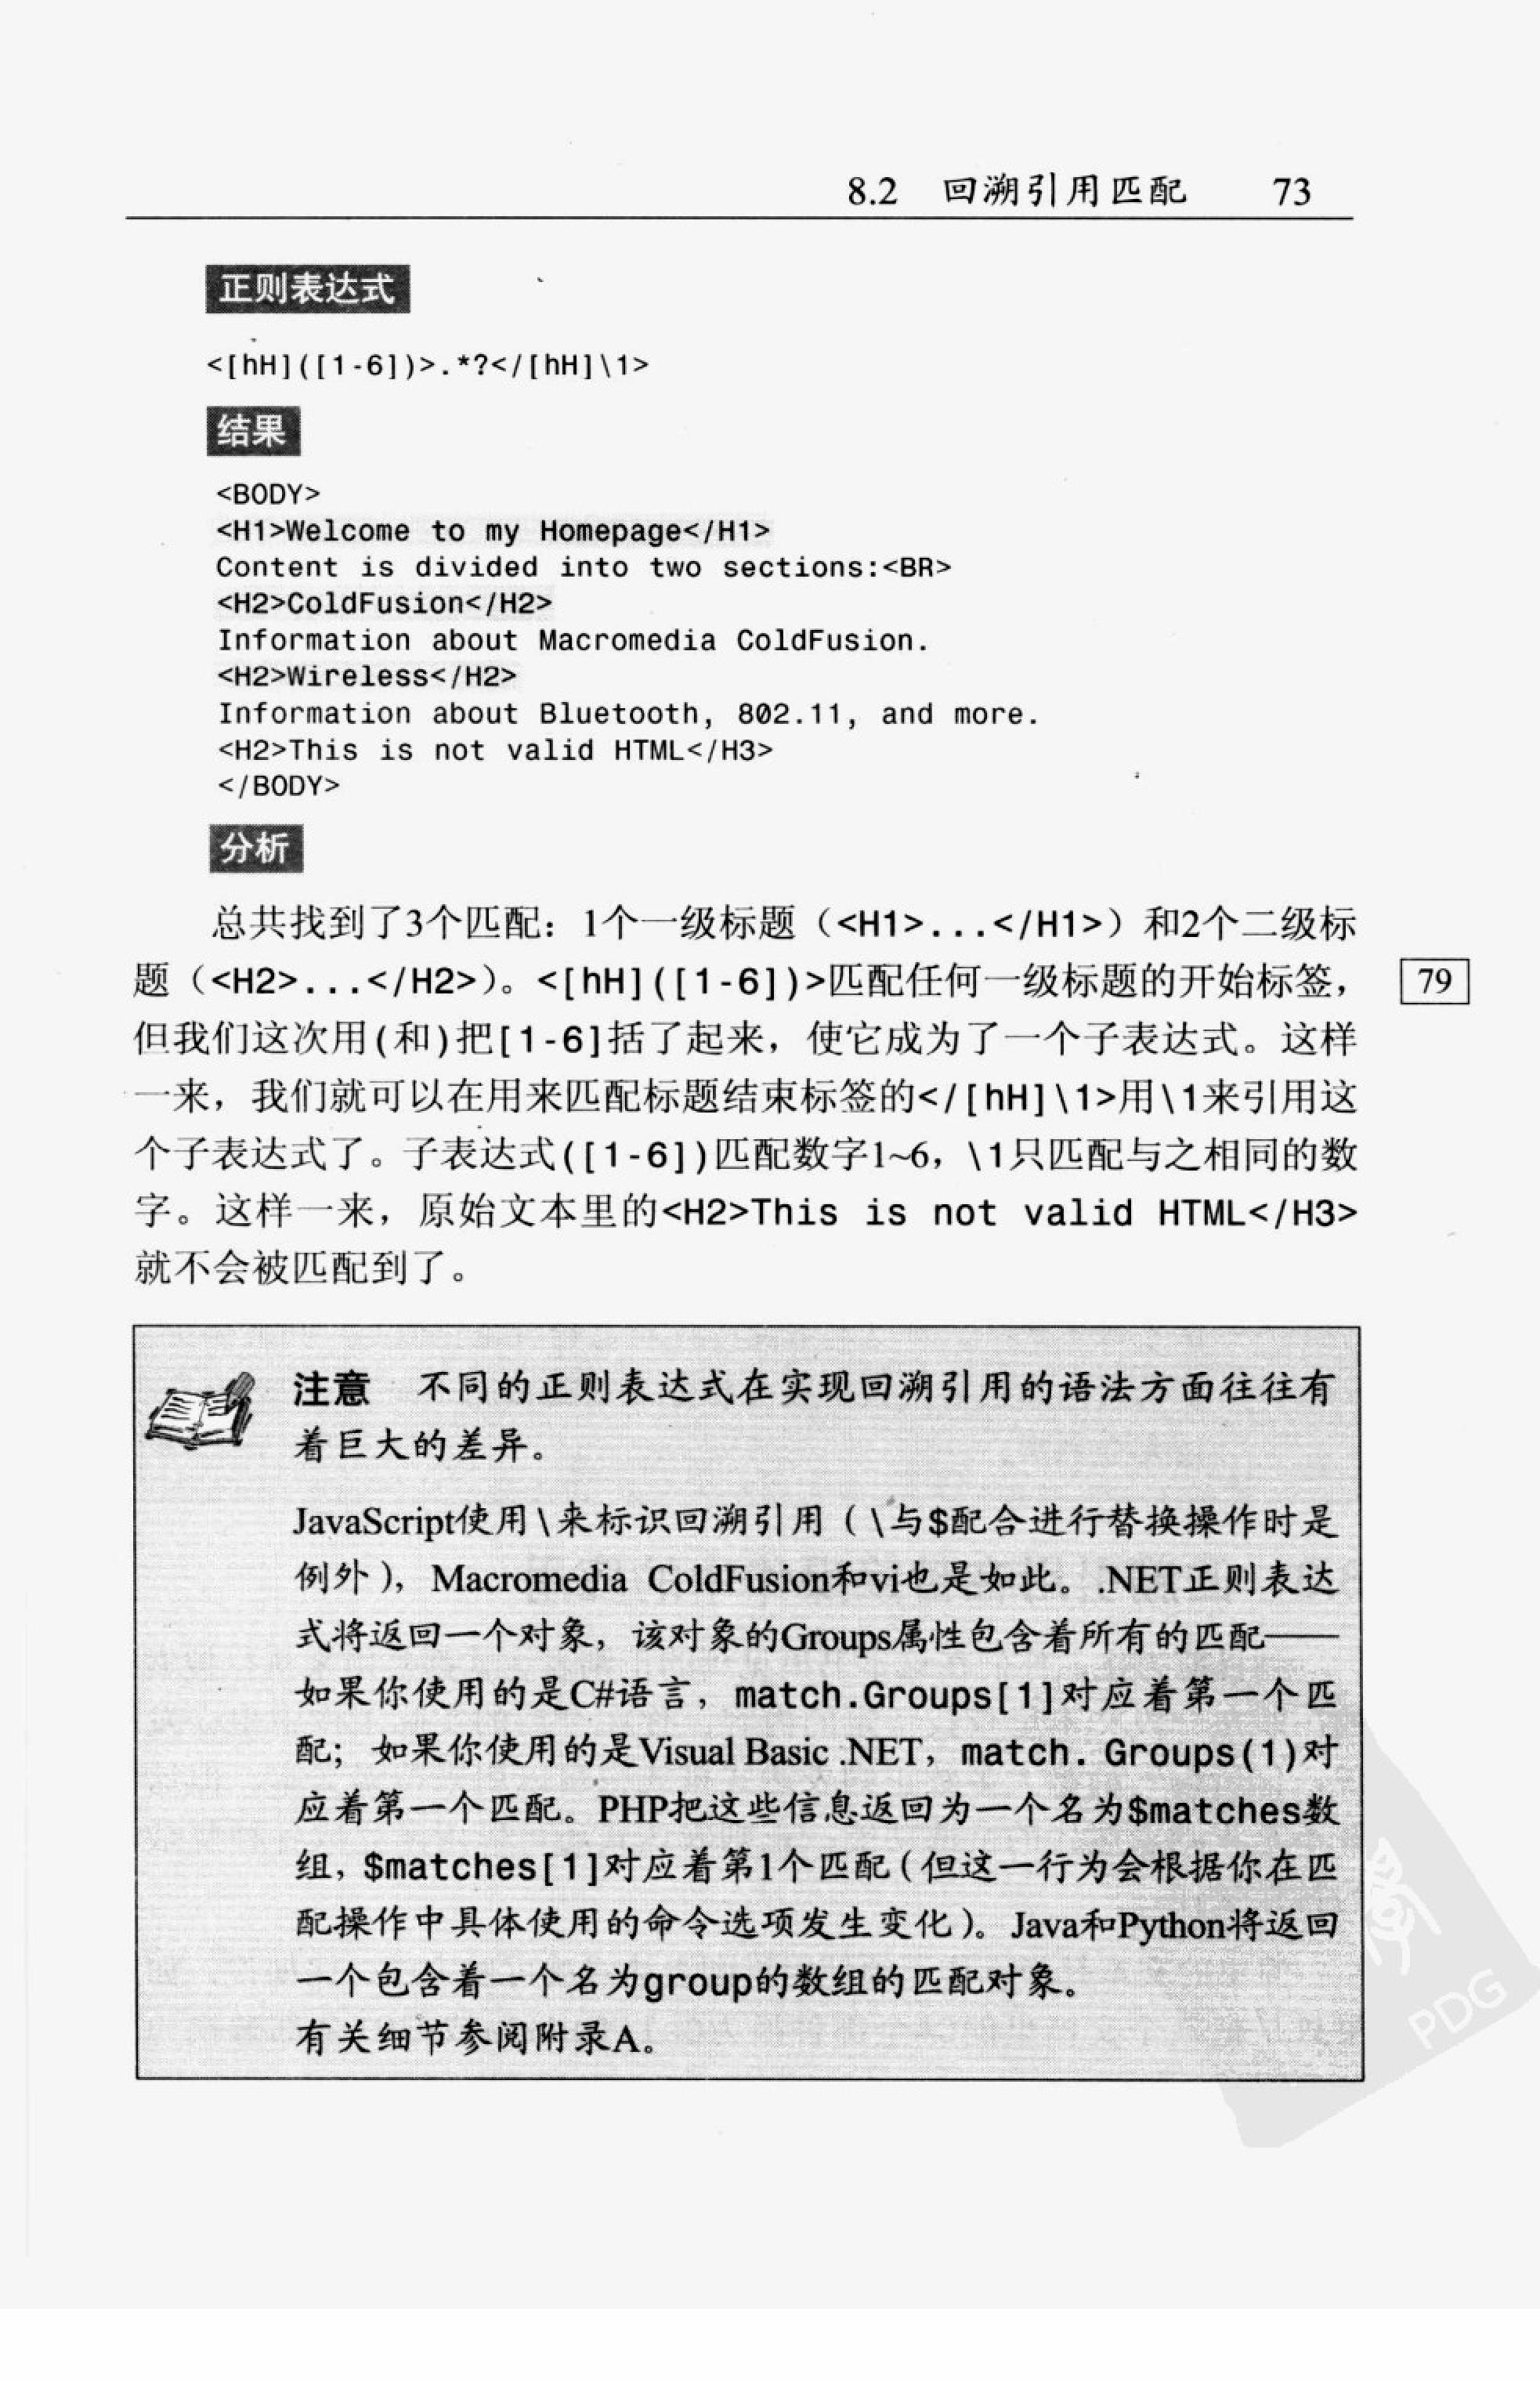 8.2 回溯引用匹配 73
正则表达式
<[hH]([1-6])>.*?</[hH]\1>
结果
<BODY>
<H1>Welcome to my Homepage</H1>
Content is divided into two sections:<BR>
<H2>ColdFusion</H2>
Information about Macromedia ColdFusion.
<H2>Wireless</H2>
Information about Bluetooth, 802.11, and more.
<H2>This is not valid HTML</H3>
</BODY>
分析
总共找到了3个匹配：1个一级标题（<H1>...</H1>）和2个二级标
题（<H2>...</H2>）。<[hH]([1-6])>匹配任何一级标题的开始标签，
79
但我们这次用(和)把[1-6]括了起来，使它成为了一个子表达式。这样
一来，我们就可以在用来匹配标题结束标签的</[hH]\1>用\1来引用这
个子表达式了。子表达式([1-6])匹配数字1~6，\1只匹配与之相同的数
字。这样一来，原始文本里的<H2>This is not valid HTML</H3>
就不会被匹配到了。
注意 不同的正则表达式在实现回溯引用的语法方面往往有
着巨大的差异。
JavaScript使用\来标识回溯引用（\与$配合进行替换操作时是
例外），Macromedia ColdFusion和vi也是如此。.NET正则表达
式将返回一个对象，该对象的Groups属性包含着所有的匹配——
如果你使用的是C#语言，match.Groups[1]对应着第一个匹
配；如果你使用的是Visual Basic .NET，match. Groups(1)对
应着第一个匹配。PHP把这些信息返回为一个名为$matches数
组，$matches[1]对应着第1个匹配（但这一行为会根据你在匹
配操作中具体使用的命令选项发生变化）。Java和Python将返回
一个包含着一个名为group的数组的匹配对象。
有关细节参阅附录A。
PDG